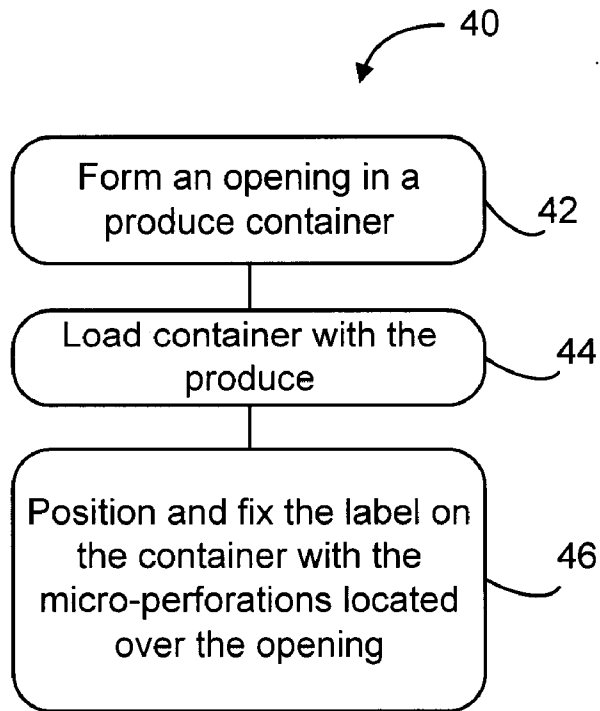 40
Form an opening in a
produce container
42
Load container with the
produce
44
Position and fix the label on
the container with the
micro-perforations located
over the opening
46